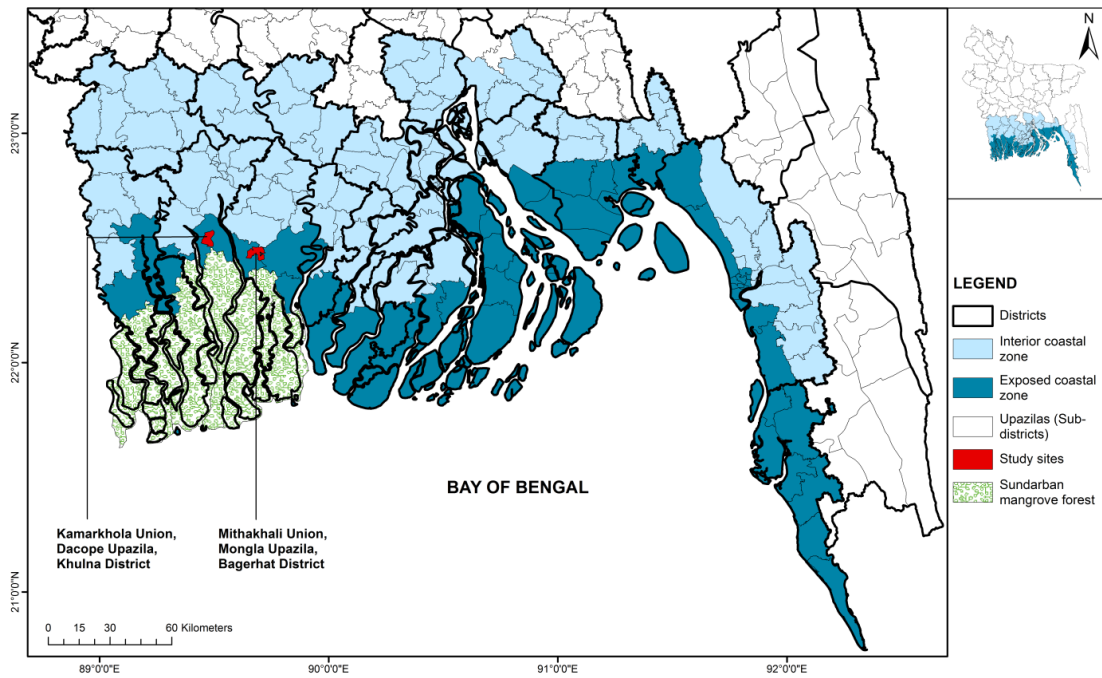 N
23°0'0"N
22°0'0"N
21°0'0"N
BAY OF BENGAL
Kamarkhola Union,
Dacope Upazila,
Khulna District
Mithakhali Union,
Mongla Upazila,
Bagerhat District
0 15 30 60 Kilometers
89°0'0"E
90°0'0"E
91°0'0"E
92°0'0"E
LEGEND
Districts
Interior coastal
zone
Exposed coastal
zone
Upazilas (Sub-
districts)
Study sites
Sundarban
mangrove forest